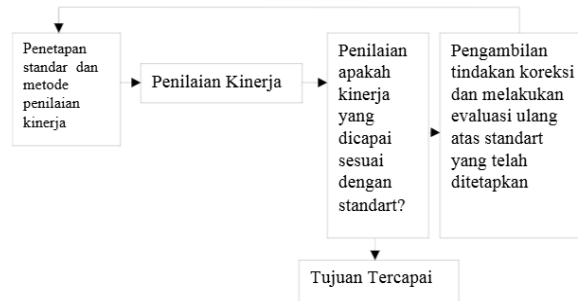 Penetapan
standar dan
metode
penilaian
kinerja
Penilaian Kinerja
Penilaian
apakah
kinerja
yang
dicapai
sesuai
dengan
standart?
Pengambilan
tindakan koreksi
dan melakukan
evaluasi ulang
atas standart
yang telah
ditetapkan
Tujuan Tercapai